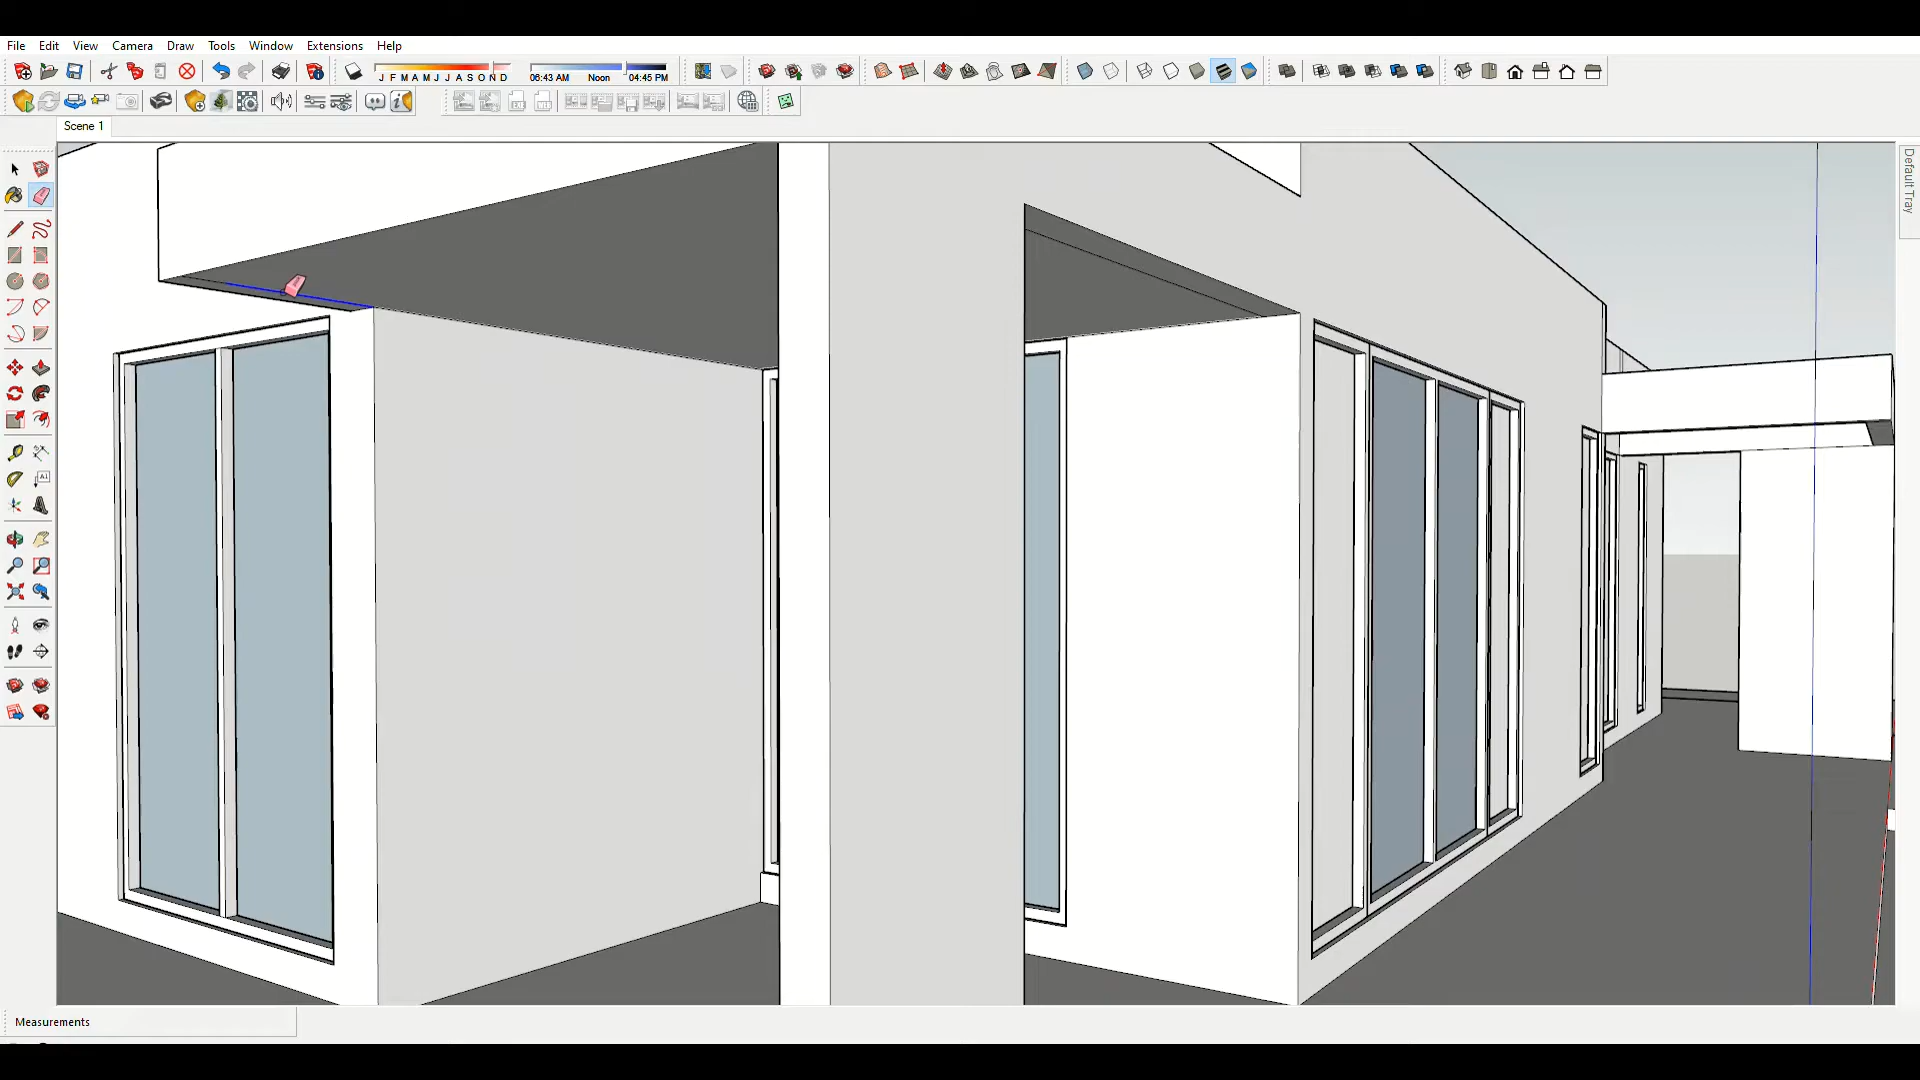 File Edit View Camera Draw Tools Window Extensions Help
J F M A M J J A S O N D 06:43 AM Noon 04:45 PM
Scene 1
Default Tray
Measurements